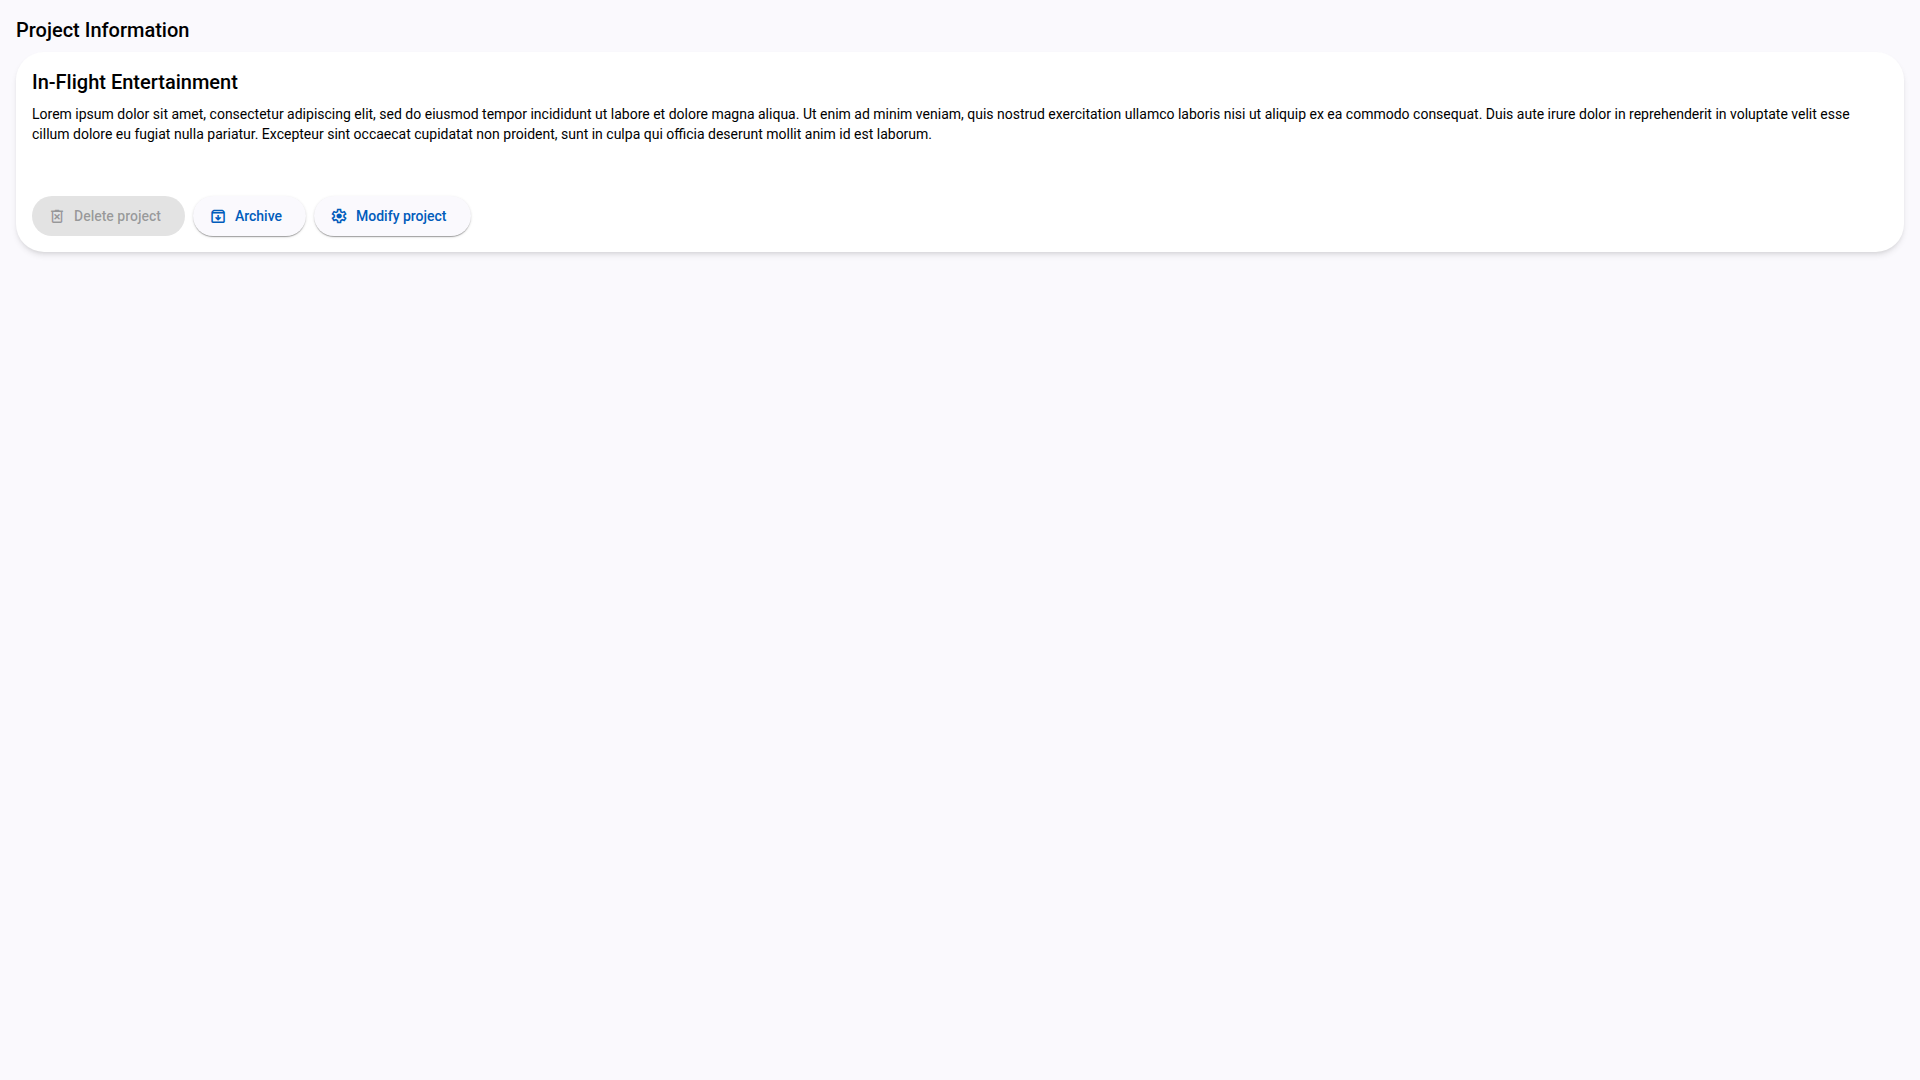 Project Information
In-Flight Entertainment
Lorem ipsum dolor sit amet, consectetur adipiscing elit, sed do eiusmod tempor incididunt ut labore et dolore magna aliqua. Ut enim ad minim veniam, quis nostrud exercitation ullamco laboris nisi ut aliquip ex ea commodo consequat. Duis aute irure dolor in reprehenderit in voluptate velit esse
cillum dolore eu fugiat nulla pariatur. Excepteur sint occaecat cupidatat non proident, sunt in culpa qui officia deserunt mollit anim id est laborum.
Delete project Archive Modify project